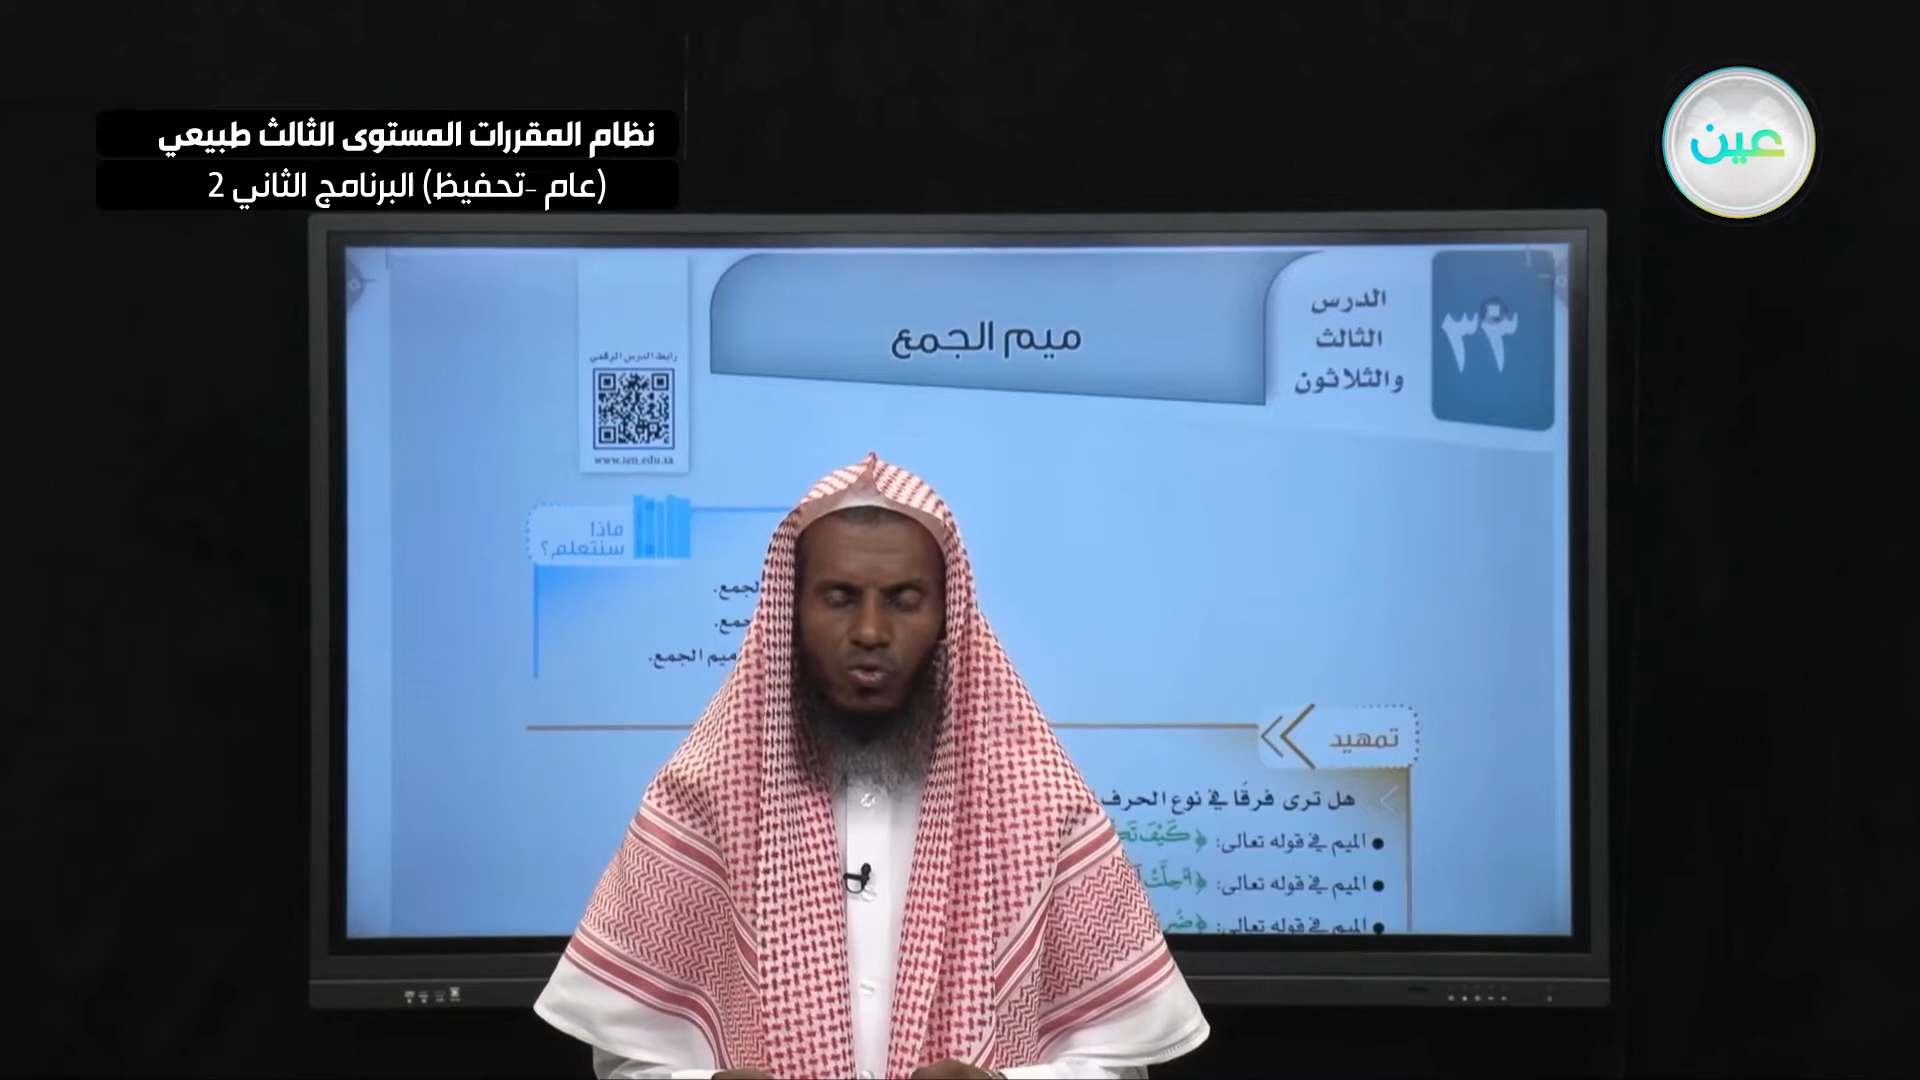 نظام المقررات المستوى الثالث طبيعي
(عام -تحفيظ) البرنامج الثاني 2
عين
٣٣
الدرس
الثالث
والثلاثون
ميم الجمع
رابط الدرس الرقمي
www.ien.edu.sa
ماذا
سنتعلم؟
الجمع.
ميم الجمع.
تمهيد
هل ترى فرقًا في نوع الحرف
الميم في قوله تعالى: ﴿كَيْفَ
الميم في قوله تعالى: ﴿أُحِلَّتْ
الميم في قوله تعالى: